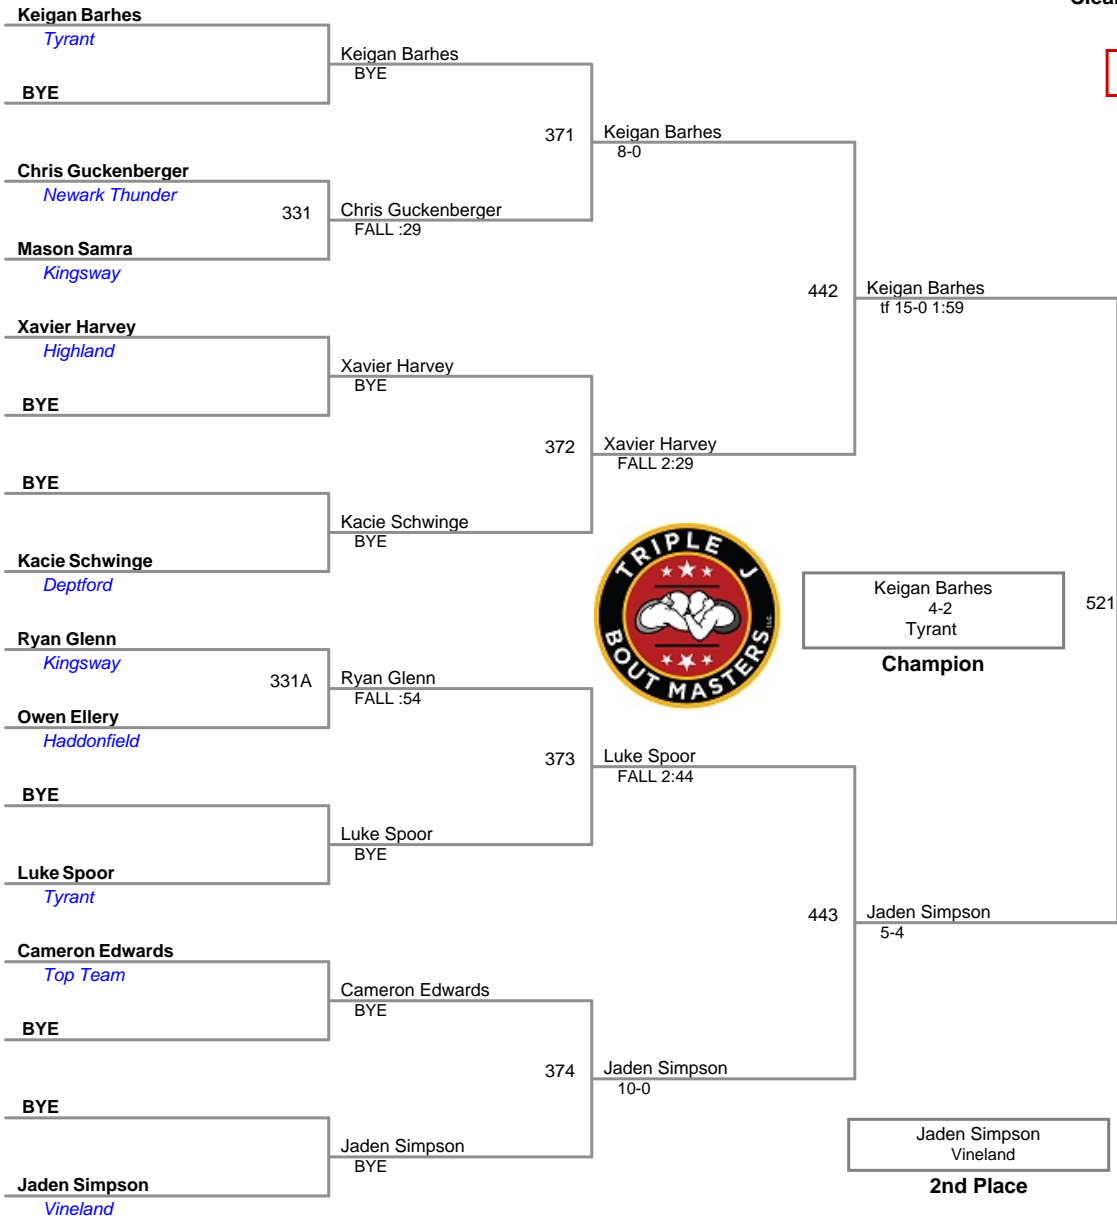 Keigan Barhes
Tyrant
BYE
Chris Guckenberger
Newark Thunder
Mason Samra
Kingsway
Xavier Harvey
Highland
BYE
BYE
Kacie Schwinge
Deptford
Ryan Glenn
Kingsway
Owen Ellery
Haddonfield
BYE
Luke Spoor
Tyrant
Cameron Edwards
Top Team
BYE
BYE
Jaden Simpson
Vineland
Keigan Barhes
BYE
331
Chris Guckenberger
FALL :29
Xavier Harvey
BYE
Kacie Schwinge
BYE
331A
Ryan Glenn
FALL :54
Luke Spoor
BYE
Cameron Edwards
BYE
Jaden Simpson
BYE
371
Keigan Barhes
8-0
372
Xavier Harvey
FALL 2:29
373
Luke Spoor
FALL 2:44
374
Jaden Simpson
10-0
442
Keigan Barhes
tf 15-0 1:59
443
Jaden Simpson
5-4
TRIPLE J
BOUT MASTERS
Keigan Barhes
4-2
Tyrant
Champion
521
Jaden Simpson
Vineland
2nd Place